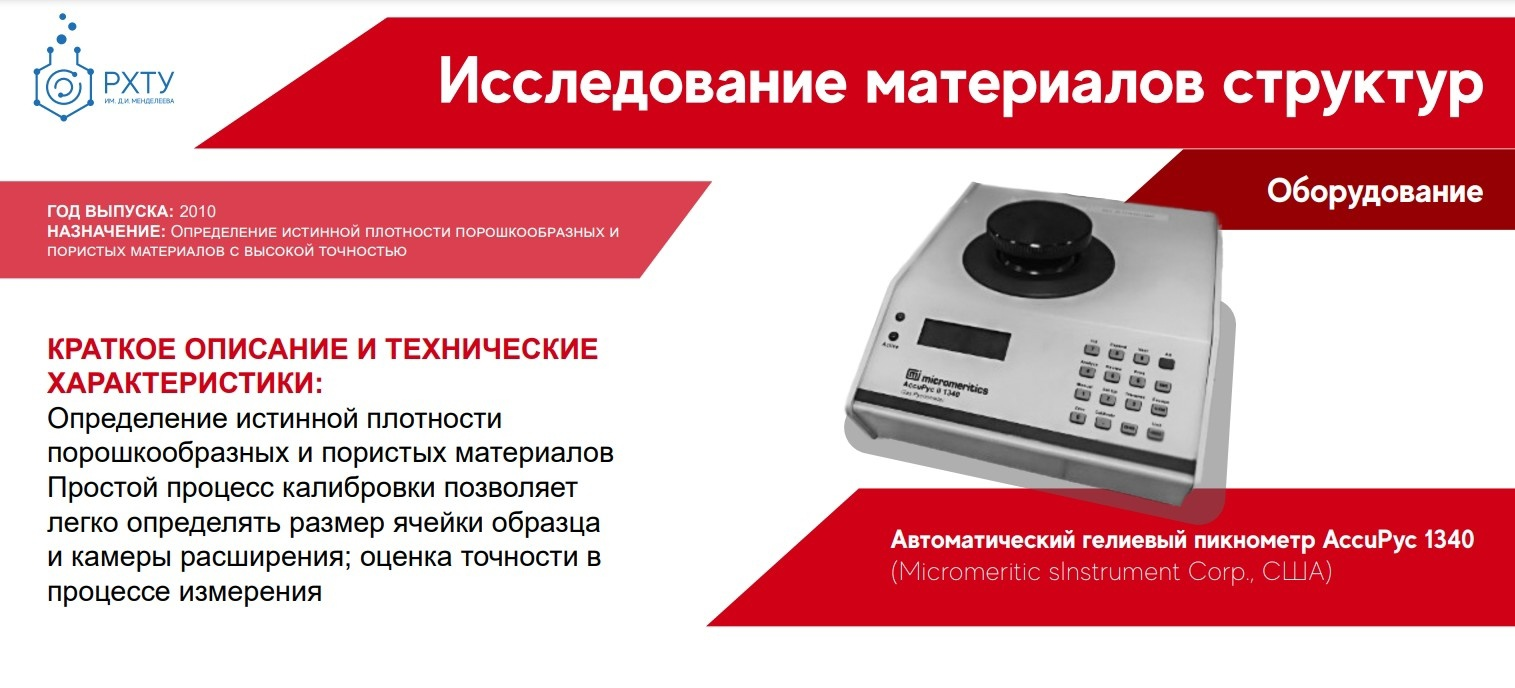 РХТУ
ИМ. Д.И. МЕНДЕЛЕЕВА
Исследование материалов структур
Оборудование
ГОД ВЫПУСКА: 2010
НАЗНАЧЕНИЕ: Определение истинной плотности порошкообразных и
пористых материалов с высокой точностью
КРАТКОЕ ОПИСАНИЕ И ТЕХНИЧЕСКИЕ
ХАРАКТЕРИСТИКИ:
Определение истинной плотности
порошкообразных и пористых материалов
Простой процесс калибровки позволяет
легко определять размер ячейки образца
и камеры расширения; оценка точности в
процессе измерения
Active
micromeritics
AccuPyc II 1340
Gas Pycnometer
Автоматический гелиевый пикнометр AccuPyc 1340
(Micromeritic sInstrument Corp., США)